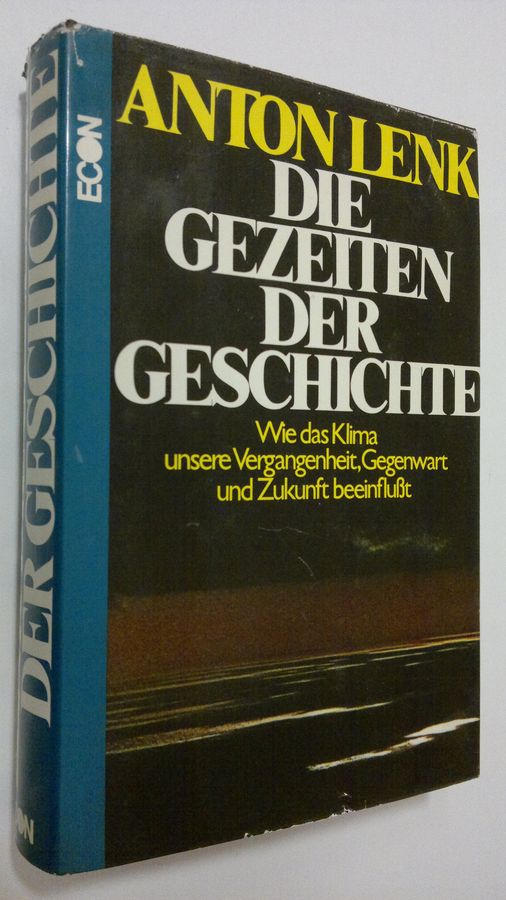 ANTON LENK
DIE
GEZEITEN
DER
GESCHICHTE
Wie das Klima
unsere Vergangenheit, Gegenwart
und Zukunft beeinflußt
ECON
DER GESCHICHTE